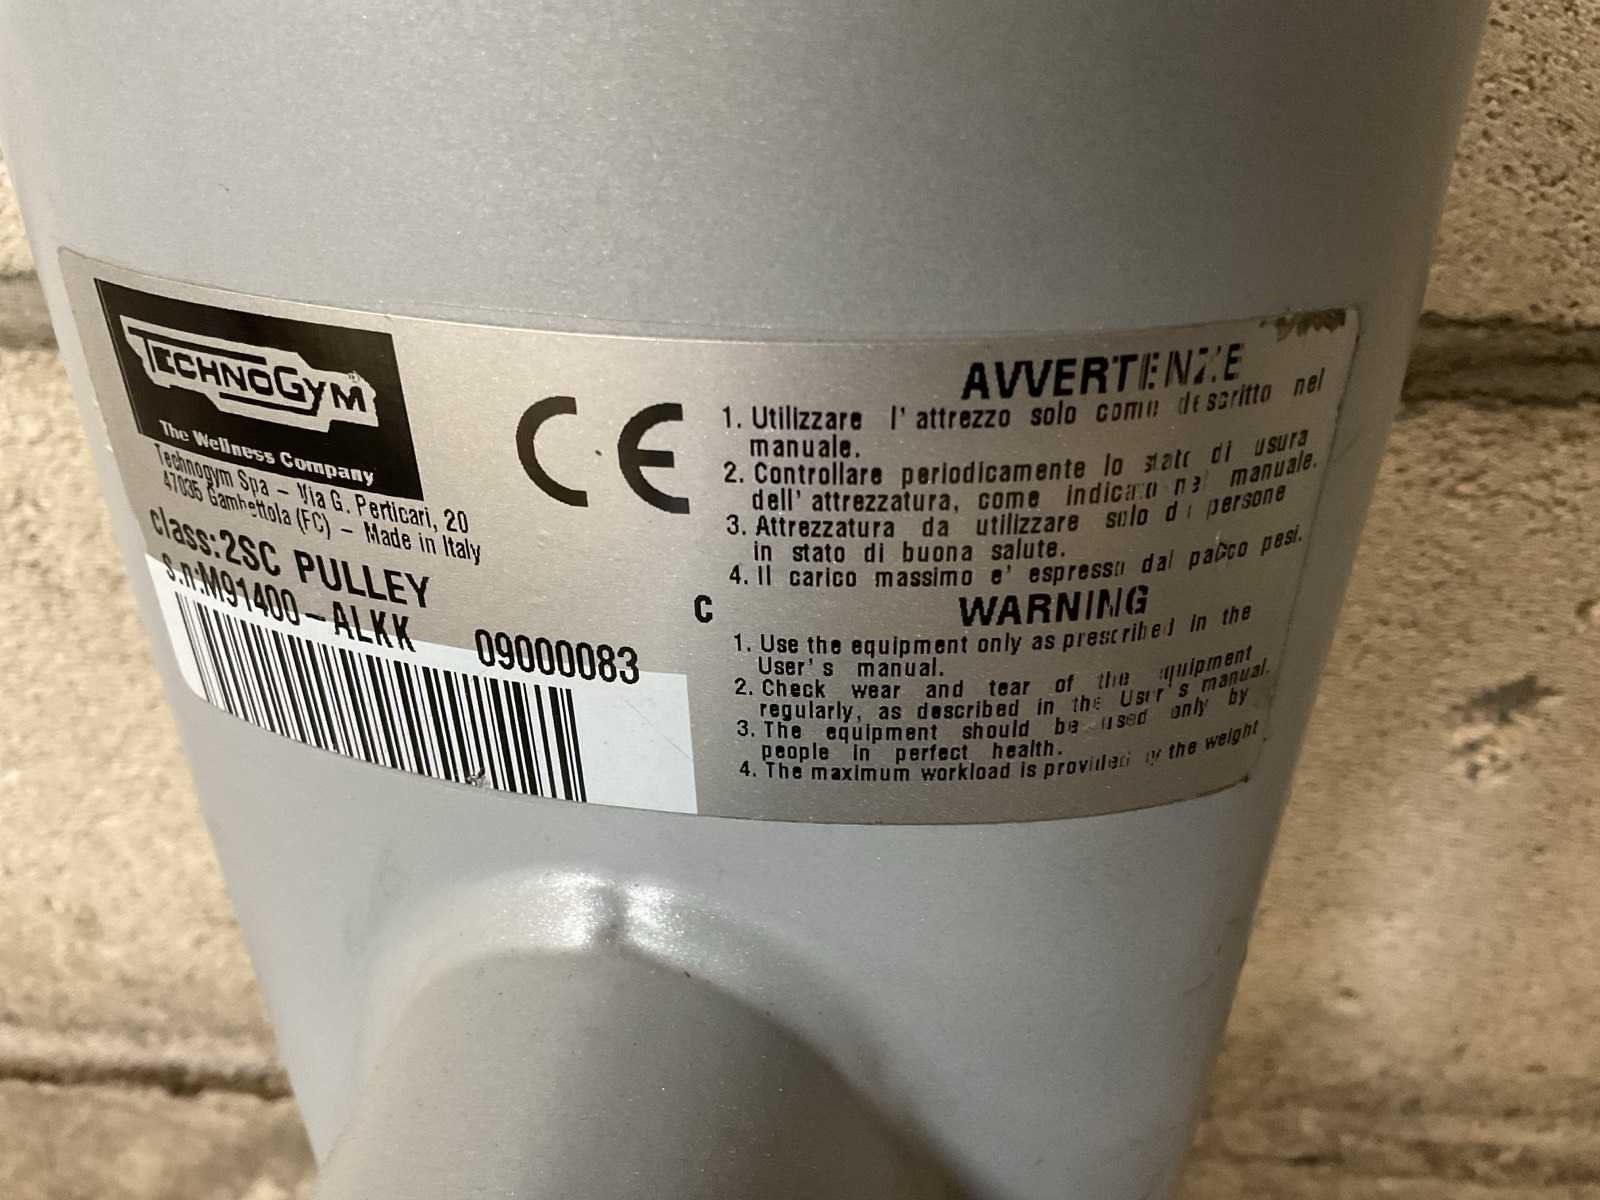 TECHNOGYM
The Wellness Company
Technogym Spa – Via G. Perticari, 20
47035 Gambettola (FC) – Made in Italy
class:2SC PULLEY
s.n:M91400-ALKK 09000083
CE
C
AVVERTENZE
1. Utilizzare l' attrezzo solo come descritto nel
manuale.
2. Controllare periodicamente lo stato di usura
dell' attrezzatura, come indicato nel manuale.
3. Attrezzatura da utilizzare solo di persone
in stato di buona salute.
4. Il carico massimo e' espresso dal pacco pesi.
WARNING
1. Use the equipment only as prescribed in the
User's manual.
2. Check wear and tear of the equipment
regularly, as described in the User's manual.
3. The equipment should be used only by
people in perfect health.
4. The maximum workload is provided by the weight